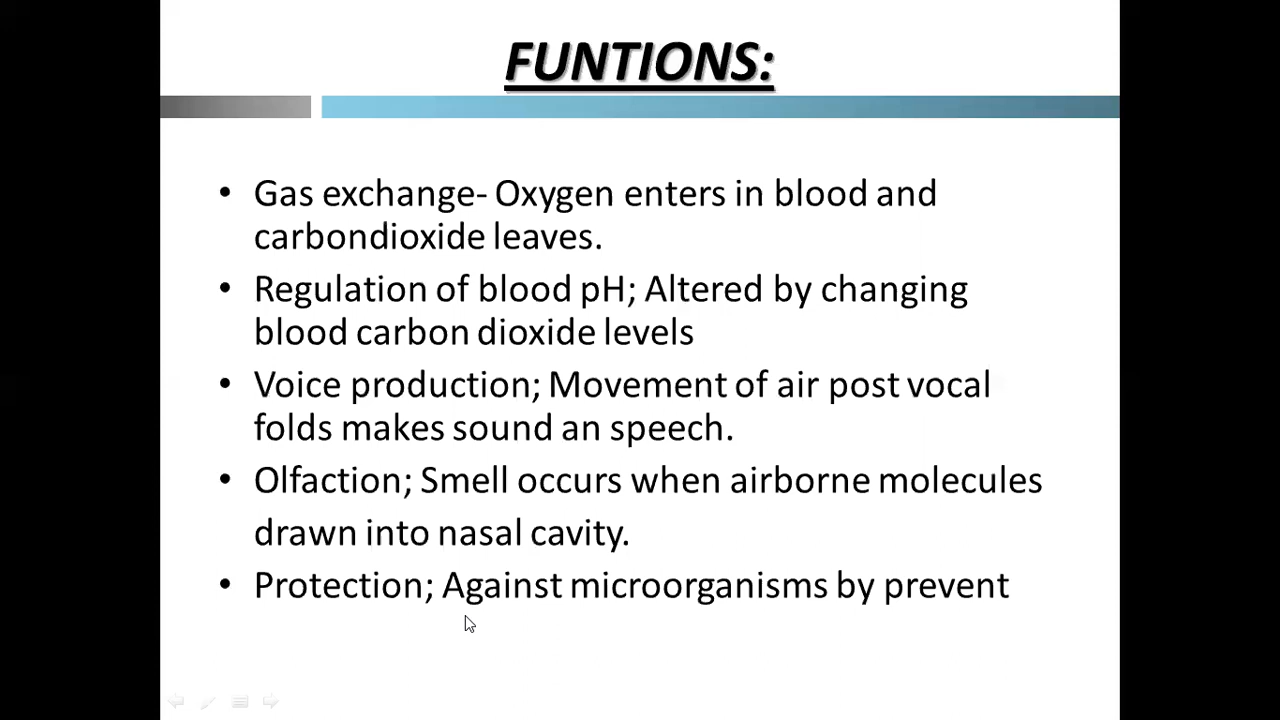 FUNTIONS:
• Gas exchange- Oxygen enters in blood and
carbondioxide leaves.
• Regulation of blood pH; Altered by changing
blood carbon dioxide levels
• Voice production; Movement of air post vocal
folds makes sound an speech.
• Olfaction; Smell occurs when airborne molecules
drawn into nasal cavity.
• Protection; Against microorganisms by prevent